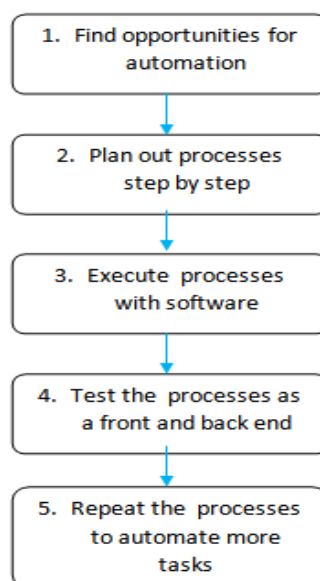 1. Find opportunities for
automation
2. Plan out processes
step by step
3. Execute processes
with software
4. Test the processes as
a front and back end
5. Repeat the processes
to automate more
tasks